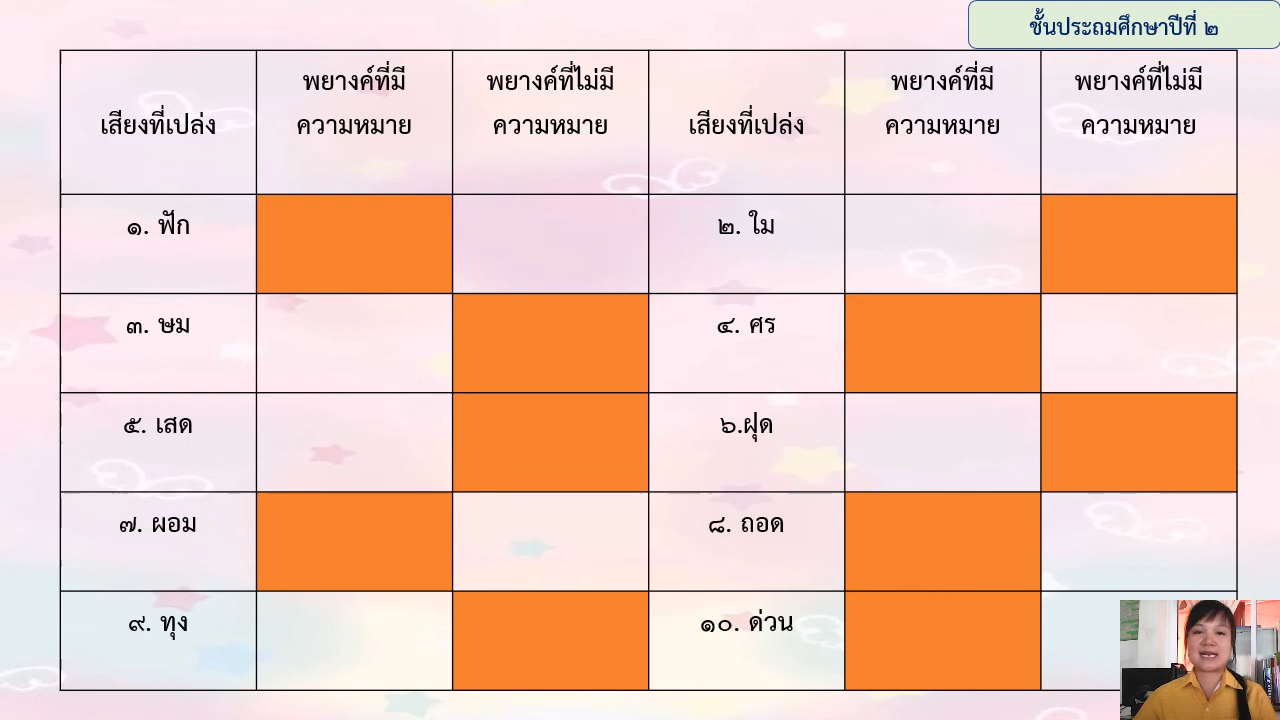 ชั้นประถมศึกษาปีที่ ๒
เสียงที่เปล่ง
พยางค์ที่มี
ความหมาย
พยางค์ที่ไม่มี
ความหมาย
เสียงที่เปล่ง
พยางค์ที่มี
ความหมาย
พยางค์ที่ไม่มี
ความหมาย
๑. ฟัก
๒. ใม
๓. ษม
๔. ศร
๕. เสด
๖.ฝุด
๗. ผอม
๘. ถอด
๙. ทุง
๑๐. ด่วน